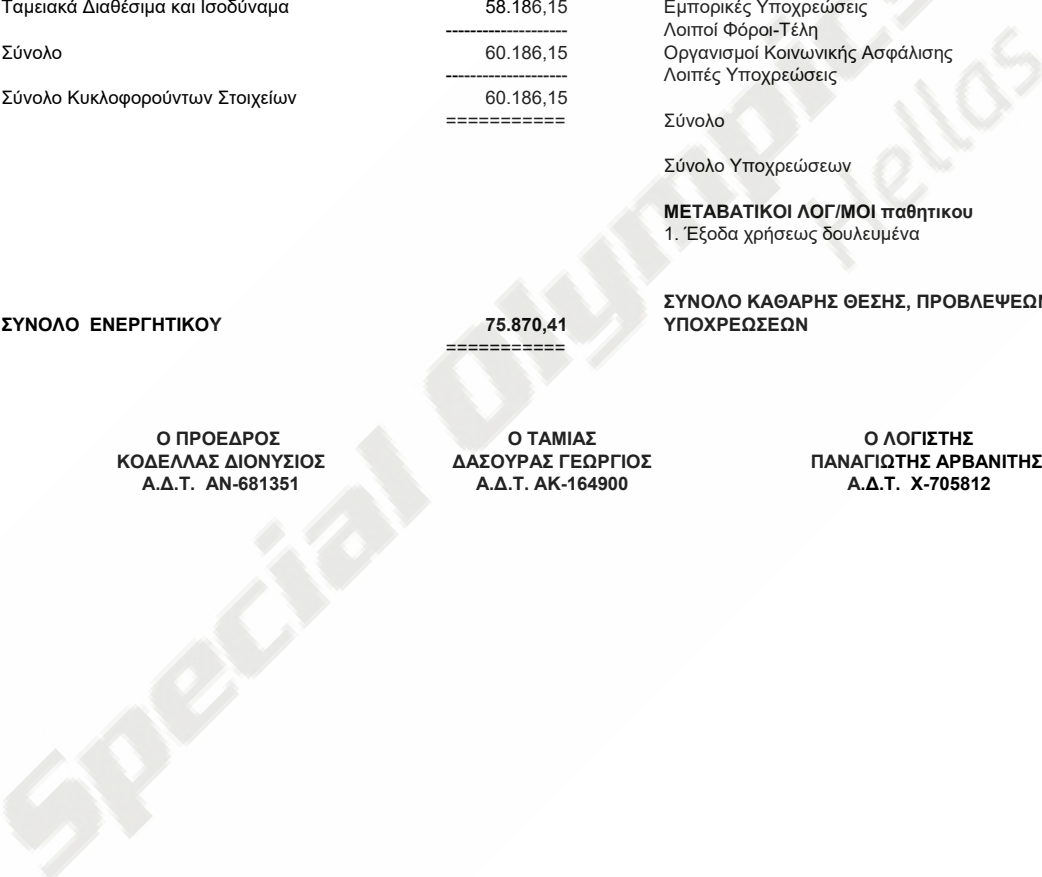 Ταμειακά Διαθέσιμα και Ισοδύναμα 58.186,15
--------------------
Σύνολο 60.186,15
--------------------
Σύνολο Κυκλοφορούντων Στοιχείων 60.186,15
===========
Εμπορικές Υποχρεώσεις
Λοιποί Φόροι-Τέλη
Οργανισμοί Κοινωνικής Ασφάλισης
Λοιπές Υποχρεώσεις
Σύνολο
Σύνολο Υποχρεώσεων
ΜΕΤΑΒΑΤΙΚΟΙ ΛΟΓ/ΜΟΙ παθητικου
1. Έξοδα χρήσεως δουλευμένα
ΣΥΝΟΛΟ ΕΝΕΡΓΗΤΙΚΟΥ 75.870,41
===========
ΣΥΝΟΛΟ ΚΑΘΑΡΗΣ ΘΕΣΗΣ, ΠΡΟΒΛΕΨΕΩΝ
ΥΠΟΧΡΕΩΣΕΩΝ
Ο ΠΡΟΕΔΡΟΣ
ΚΟΔΕΛΛΑΣ ΔΙΟΝΥΣΙΟΣ
Α.Δ.Τ. ΑΝ-681351
Ο ΤΑΜΙΑΣ
ΔΑΣΟΥΡΑΣ ΓΕΩΡΓΙΟΣ
Α.Δ.Τ. ΑΚ-164900
Ο ΛΟΓΙΣΤΗΣ
ΠΑΝΑΓΙΩΤΗΣ ΑΡΒΑΝΙΤΗΣ
Α.Δ.Τ. Χ-705812
Special Olympics
Hellas